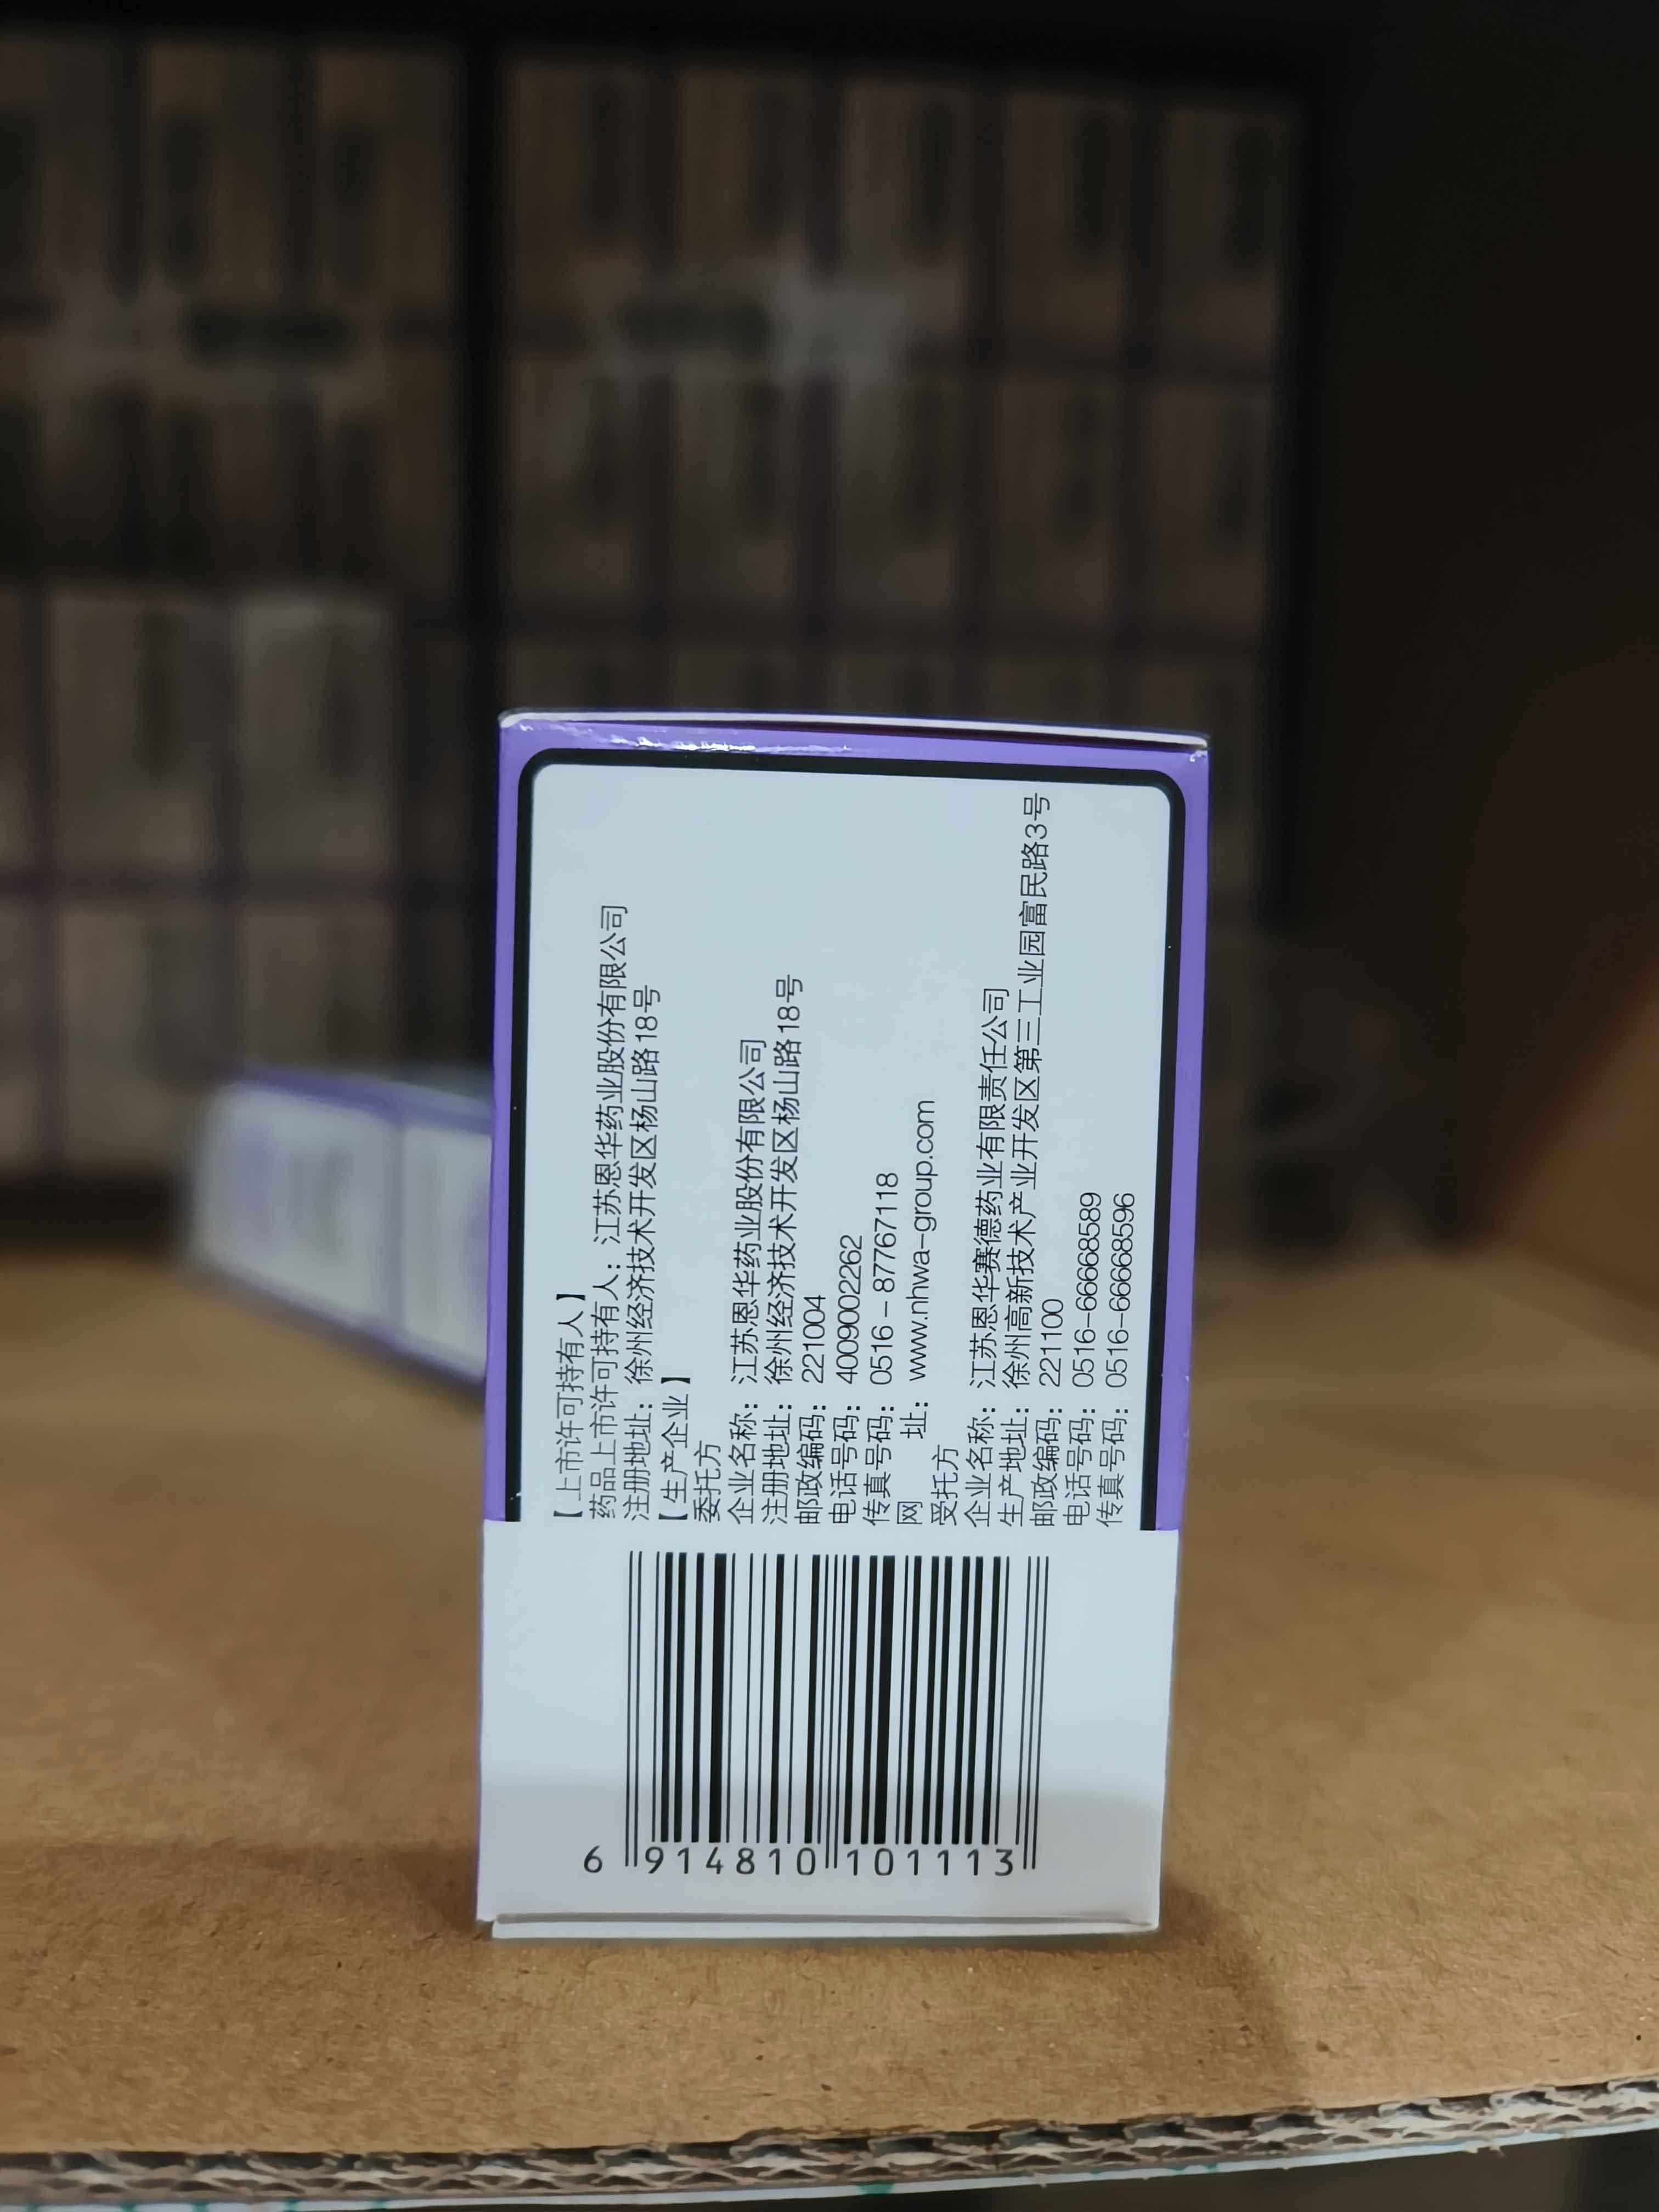 【上市许可持有人】
药品上市许可持有人：江苏恩华药业股份有限公司
注册地址：徐州经济技术开发区杨山路18号
【生产企业】
委托方
企业名称：江苏恩华药业股份有限公司
注册地址：徐州经济技术开发区杨山路18号
邮政编码：221004
电话号码：4009002262
传真号码：0516-87767118
网 址：www.nhwa-group.com
受托方
企业名称：江苏恩华赛德药业有限责任公司
生产地址：徐州高新技术产业开发区第三工业园富民路3号
邮政编码：221100
电话号码：0516-66668589
传真号码：0516-66668596
6 914810 101113